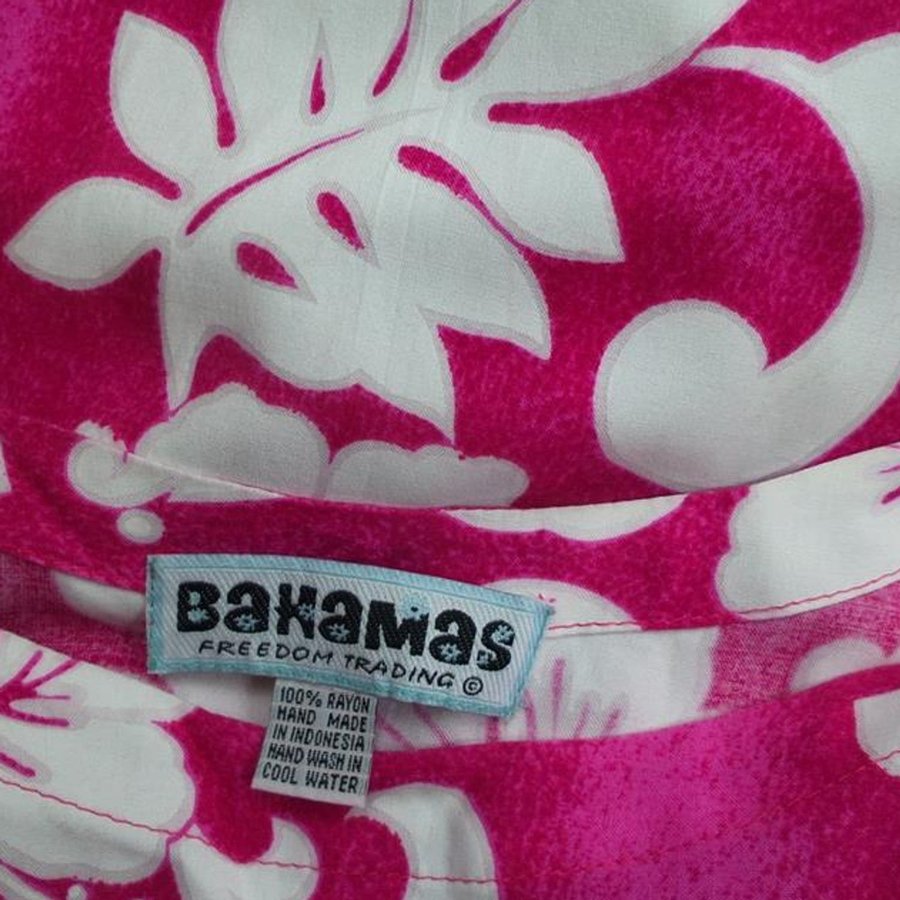 BAHAMAS
FREEDOM TRADING ©
100% RAYON
HAND MADE
IN INDONESIA
HAND WASH IN
COOL WATER